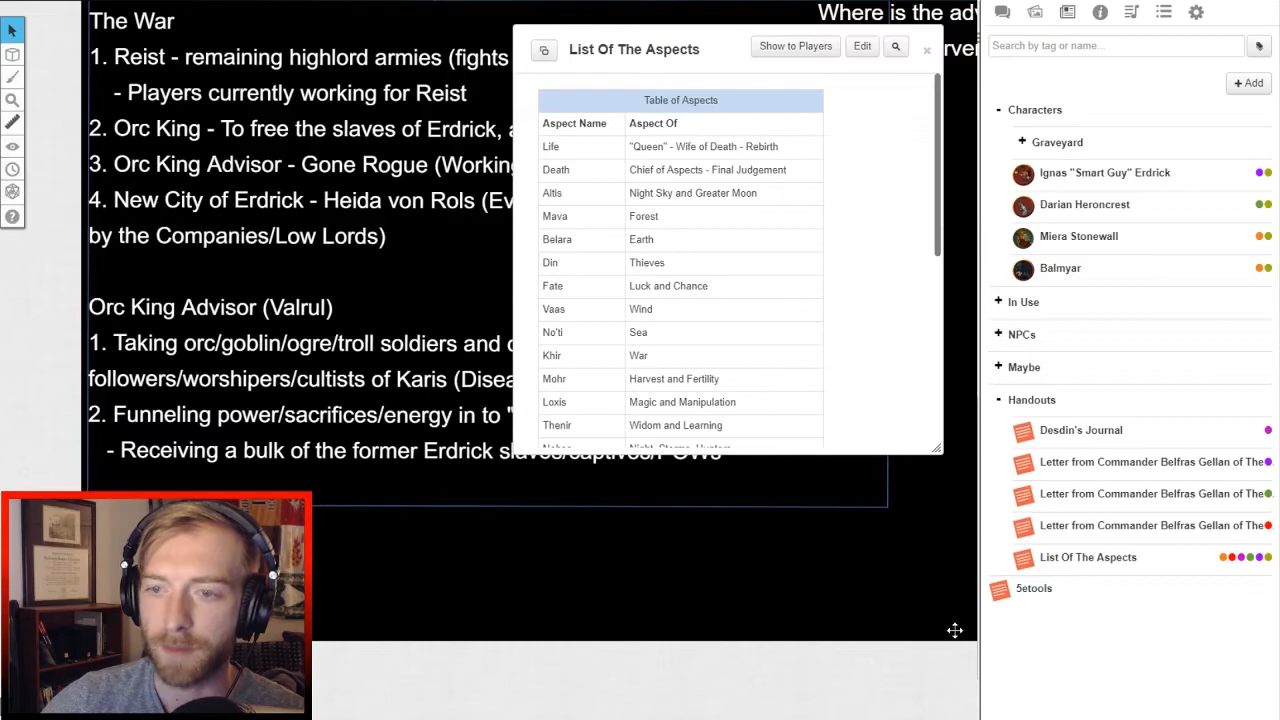 The War
1. Reist - remaining highlord armies (fights
- Players currently working for Reist
2. Orc King - To free the slaves of Erdrick, a
3. Orc King Advisor - Gone Rogue (Working
4. New City of Erdrick - Heida von Rols (Ev
by the Companies/Low Lords)
Orc King Advisor (Valrul)
1. Taking orc/goblin/ogre/troll soldiers and
followers/worshipers/cultists of Karis (Disea
2. Funneling power/sacrifices/energy in to "
- Receiving a bulk of the former Erdrick slaves/captives/POWs
Where is the adv
List Of The Aspects
Show to Players
Edit
Table of Aspects
Aspect Name Aspect Of
Life "Queen" - Wife of Death - Rebirth
Death Chief of Aspects - Final Judgement
Altis Night Sky and Greater Moon
Mava Forest
Belara Earth
Din Thieves
Fate Luck and Chance
Vaas Wind
No'ti Sea
Khir War
Mohr Harvest and Fertility
Loxis Magic and Manipulation
Thenir Widom and Learning
Search by tag or name...
+ Add
- Characters
+ Graveyard
Ignas "Smart Guy" Erdrick
Darian Heroncrest
Miera Stonewall
Balmyar
+ In Use
+ NPCs
+ Maybe
- Handouts
Desdin's Journal
Letter from Commander Belfras Gellan of The
Letter from Commander Belfras Gellan of The
Letter from Commander Belfras Gellan of The
List Of The Aspects
5etools